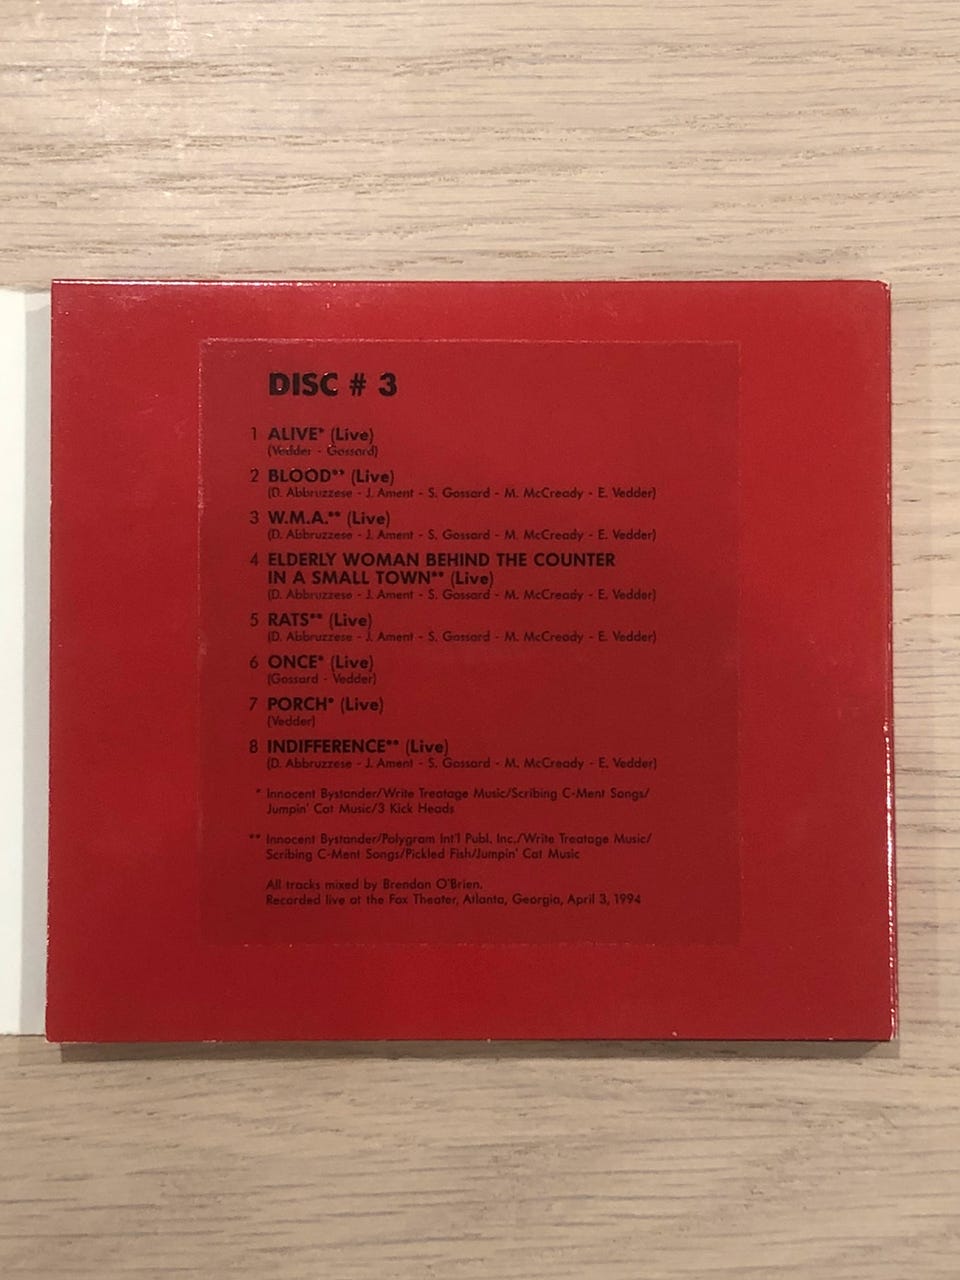 DISC # 3
1 ALIVE* (Live)
(Vedder - Gossard)
2 BLOOD** (Live)
(D. Abbruzzese - J. Ament - S. Gossard - M. McCready - E. Vedder)
3 W.M.A.** (Live)
(D. Abbruzzese - J. Ament - S. Gossard - M. McCready - E. Vedder)
4 ELDERLY WOMAN BEHIND THE COUNTER
IN A SMALL TOWN** (Live)
(D. Abbruzzese - J. Ament - S. Gossard - M. McCready - E. Vedder)
5 RATS** (Live)
(D. Abbruzzese - J. Ament - S. Gossard - M. McCready - E. Vedder)
6 ONCE* (Live)
(Gossard - Vedder)
7 PORCH* (Live)
(Vedder)
8 INDIFFERENCE** (Live)
(D. Abbruzzese - J. Ament - S. Gossard - M. McCready - E. Vedder)
* Innocent Bystander/Write Treatage Music/Scribing C-Ment Songs/
Jumpin' Cat Music/3 Kick Heads
** Innocent Bystander/Polygram Int'l Publ. Inc./Write Treatage Music/
Scribing C-Ment Songs/Pickled Fish/Jumpin' Cat Music
All tracks mixed by Brendan O'Brien.
Recorded live at the Fox Theater, Atlanta, Georgia, April 3, 1994